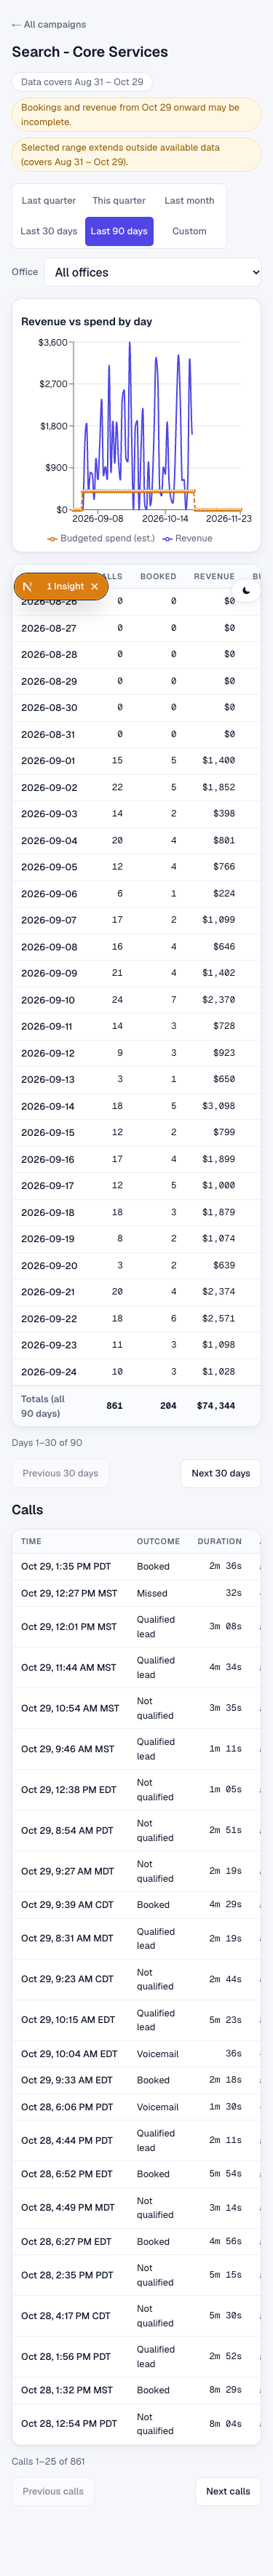 ← All campaigns
Search - Core Services
Data covers Aug 31 – Oct 29
Bookings and revenue from Oct 29 onward may be
incomplete.
Selected range extends outside available data
(covers Aug 31 – Oct 29).
Last quarter This quarter Last month
Last 30 days Last 90 days Custom
Office All offices
Revenue vs spend by day
$3,600
$2,700
$1,800
$900
$0
2026-09-08 2026-10-14 2026-11-23
Budgeted spend (est.) Revenue
BOOKED REVENUE
N 1 Insight ×
2026-08-26 0 0 $0
2026-08-27 0 0 $0
2026-08-28 0 0 $0
2026-08-29 0 0 $0
2026-08-30 0 0 $0
2026-08-31 0 0 $0
2026-09-01 15 5 $1,400
2026-09-02 22 5 $1,852
2026-09-03 14 2 $398
2026-09-04 20 4 $801
2026-09-05 12 4 $766
2026-09-06 6 1 $224
2026-09-07 17 2 $1,099
2026-09-08 16 4 $646
2026-09-09 21 4 $1,402
2026-09-10 24 7 $2,370
2026-09-11 14 3 $728
2026-09-12 9 3 $923
2026-09-13 3 1 $650
2026-09-14 18 5 $3,098
2026-09-15 12 2 $799
2026-09-16 17 4 $1,899
2026-09-17 12 5 $1,000
2026-09-18 18 3 $1,879
2026-09-19 8 2 $1,074
2026-09-20 3 2 $639
2026-09-21 20 4 $2,374
2026-09-22 18 6 $2,571
2026-09-23 11 3 $1,098
2026-09-24 10 3 $1,028
Totals (all
90 days) 861 204 $74,344
Days 1–30 of 90
Previous 30 days Next 30 days
Calls
TIME OUTCOME DURATION
Oct 29, 1:35 PM PDT Booked 2m 36s
Oct 29, 12:27 PM MST Missed 32s
Oct 29, 12:01 PM MST Qualified
lead 3m 08s
Oct 29, 11:44 AM MST Qualified
lead 4m 34s
Oct 29, 10:54 AM MST Not
qualified 3m 35s
Oct 29, 9:46 AM MST Qualified
lead 1m 11s
Oct 29, 12:38 PM EDT Not
qualified 1m 05s
Oct 29, 8:54 AM PDT Not
qualified 2m 51s
Oct 29, 9:27 AM MDT Not
qualified 2m 19s
Oct 29, 9:39 AM CDT Booked 4m 29s
Oct 29, 8:31 AM MDT Qualified
lead 2m 19s
Oct 29, 9:23 AM CDT Not
qualified 2m 44s
Oct 29, 10:15 AM EDT Qualified
lead 5m 23s
Oct 29, 10:04 AM EDT Voicemail 36s
Oct 29, 9:33 AM EDT Booked 2m 18s
Oct 28, 6:06 PM PDT Voicemail 1m 30s
Oct 28, 4:44 PM PDT Qualified
lead 2m 11s
Oct 28, 6:52 PM EDT Booked 5m 54s
Oct 28, 4:49 PM MDT Not
qualified 3m 14s
Oct 28, 6:27 PM EDT Booked 4m 56s
Oct 28, 2:35 PM PDT Not
qualified 5m 15s
Oct 28, 4:17 PM CDT Not
qualified 5m 30s
Oct 28, 1:56 PM PDT Qualified
lead 2m 52s
Oct 28, 1:32 PM MST Booked 8m 29s
Oct 28, 12:54 PM PDT Not
qualified 8m 04s
Calls 1–25 of 861
Previous calls Next calls